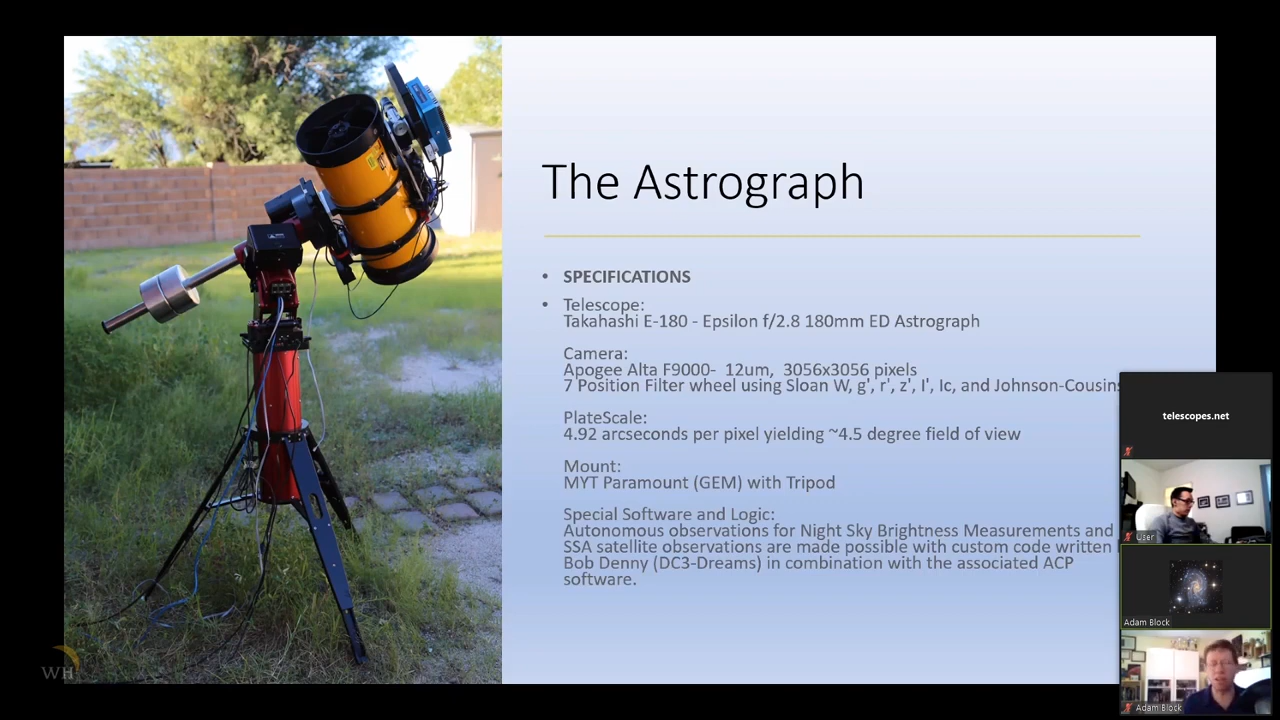 The Astrograph
SPECIFICATIONS
Telescope:
Takahashi E-180 - Epsilon f/2.8 180mm ED Astrograph
Camera:
Apogee Alta F9000- 12um, 3056x3056 pixels
7 Position Filter wheel using Sloan W, g', r', z', I', Ic, and Johnson-Cousins
PlateScale:
4.92 arcseconds per pixel yielding ~4.5 degree field of view
Mount:
MYT Paramount (GEM) with Tripod
Special Software and Logic:
Autonomous observations for Night Sky Brightness Measurements and
SSA satellite observations are made possible with custom code written
Bob Denny (DC3-Dreams) in combination with the associated ACP
software.
telescopes.net
User
Adam Block
Adam Block
WH